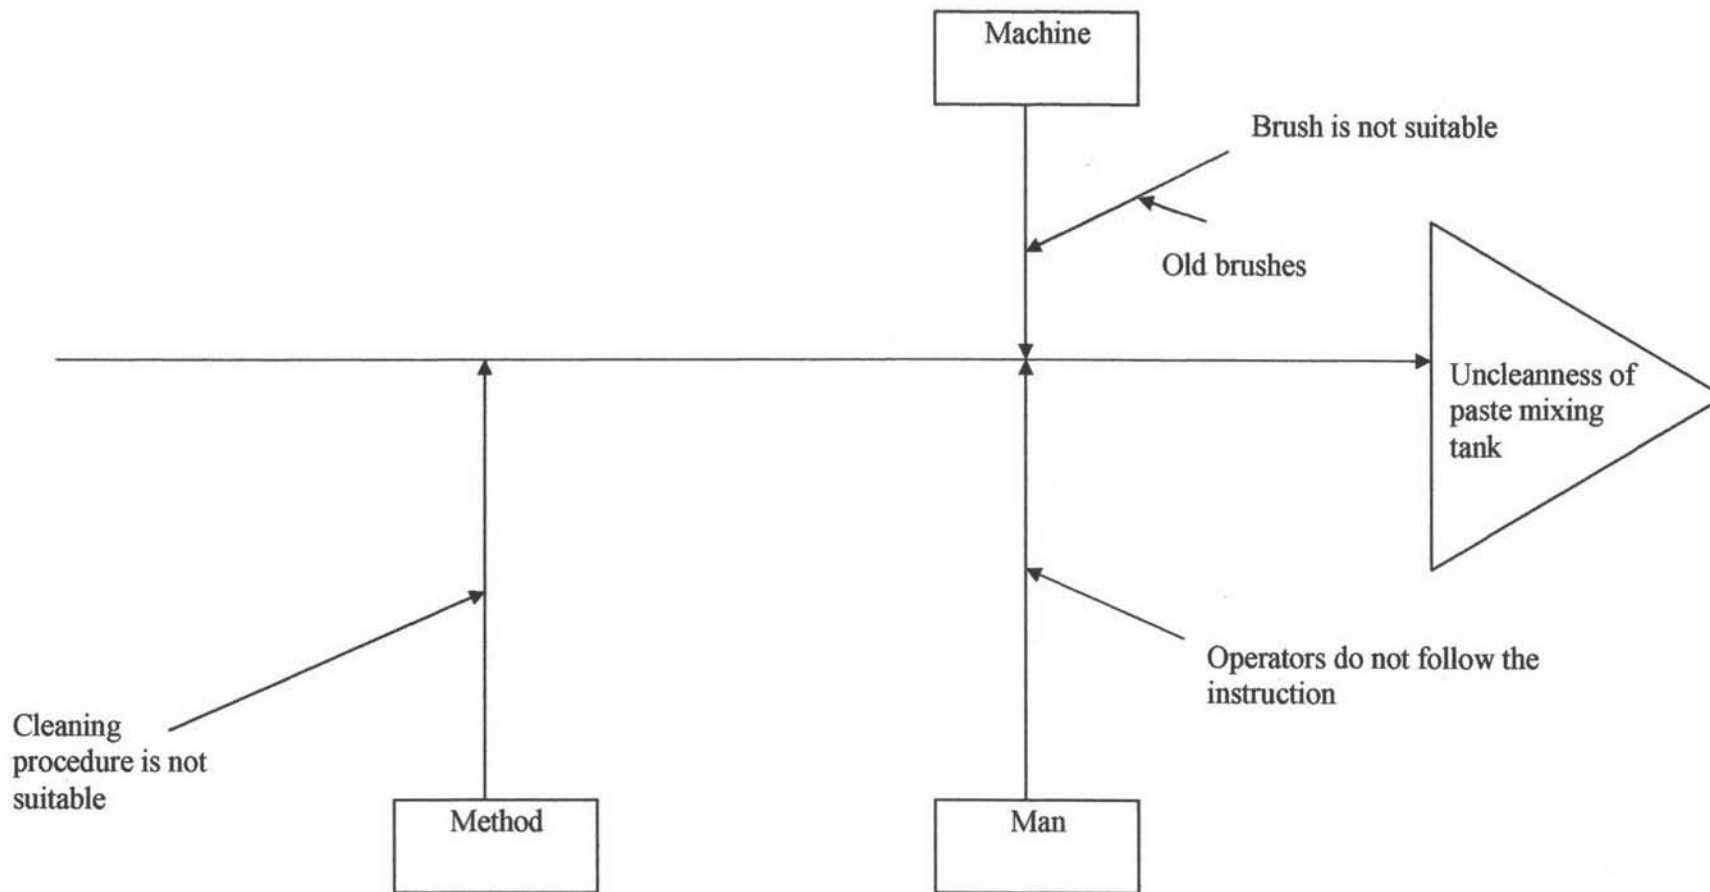 Machine
Brush is not suitable
Old brushes
Uncleanness of
paste mixing
tank
Operators do not follow the
instruction
Cleaning
procedure is not
suitable
Method
Man